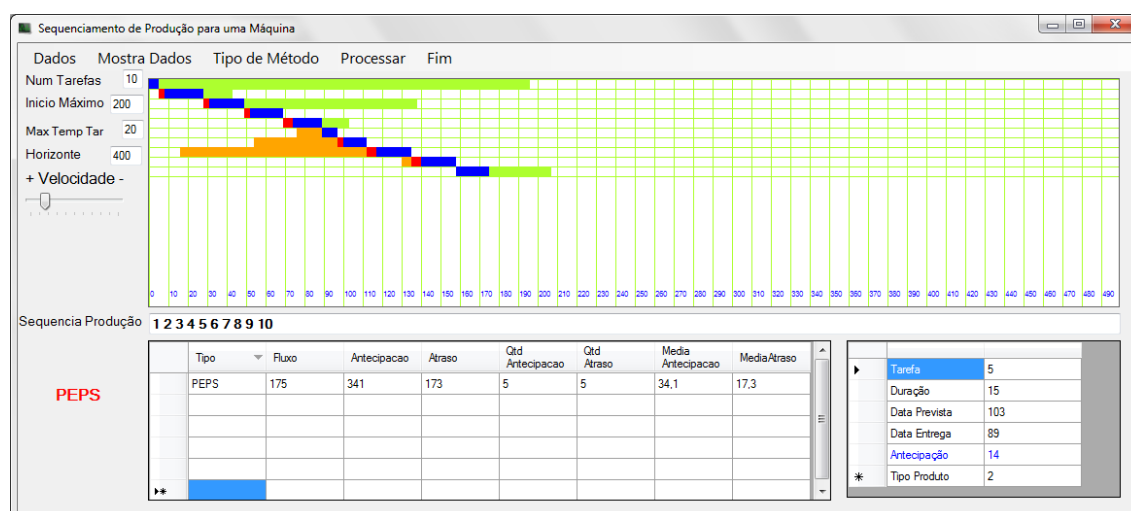 Sequenciamento de Produção para uma Máquina
Dados Mostra Dados Tipo de Método Processar Fim
Num Tarefas 10
Inicio Máximo 200
Max Temp Tar 20
Horizonte 400
+ Velocidade -
0 10 20 30 40 50 60 70 80 90 100 110 120 130 140 150 160 170 180 190 200 210 220 230 240 250 260 270 280 290 300 310 320 330 340 350 360 370 380 390 400 410 420 430 440 450 460 470 480 490
Sequencia Produção 1 2 3 4 5 6 7 8 9 10
PEPS
Tipo Fluxo Antecipacao Atraso Qtd Antecipacao Qtd Atraso Media Antecipacao MediaAtraso
PEPS 175 341 173 5 5 34,1 17,3
Tarefa 5
Duração 15
Data Prevista 103
Data Entrega 89
Antecipação 14
Tipo Produto 2